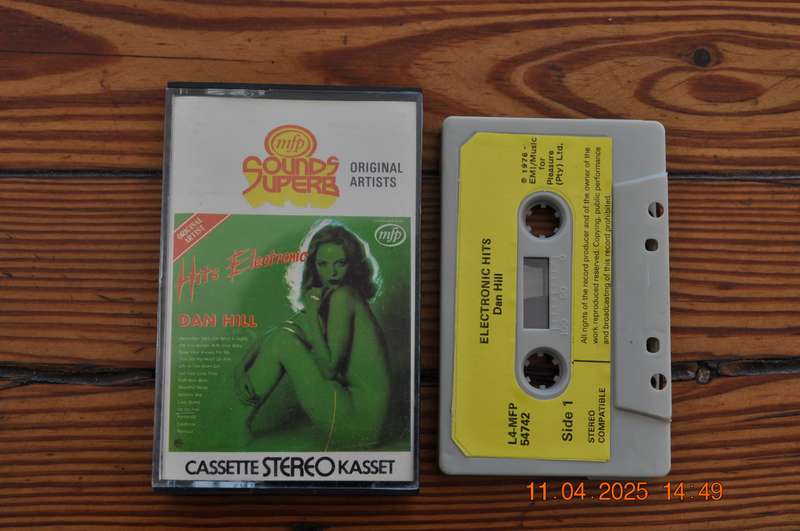 mfp
SOUNDS
SUPERB
ORIGINAL
ARTISTS
ORIGINAL
ARTIST
mfp
Hits Electronic
DAN HILL
CASSETTE STEREO KASSET
℗ 1976 -
EMI/Music
for
Pleasure
(Pty) Ltd.
ELECTRONIC HITS
Dan Hill
All rights of the record producer and of the owner of the
work reproduced reserved. Copying, public performance
and broadcasting of this record prohibited.
L4-MFP
54742
Side 1
STEREO
COMPATIBLE
11.04.2025 14:49